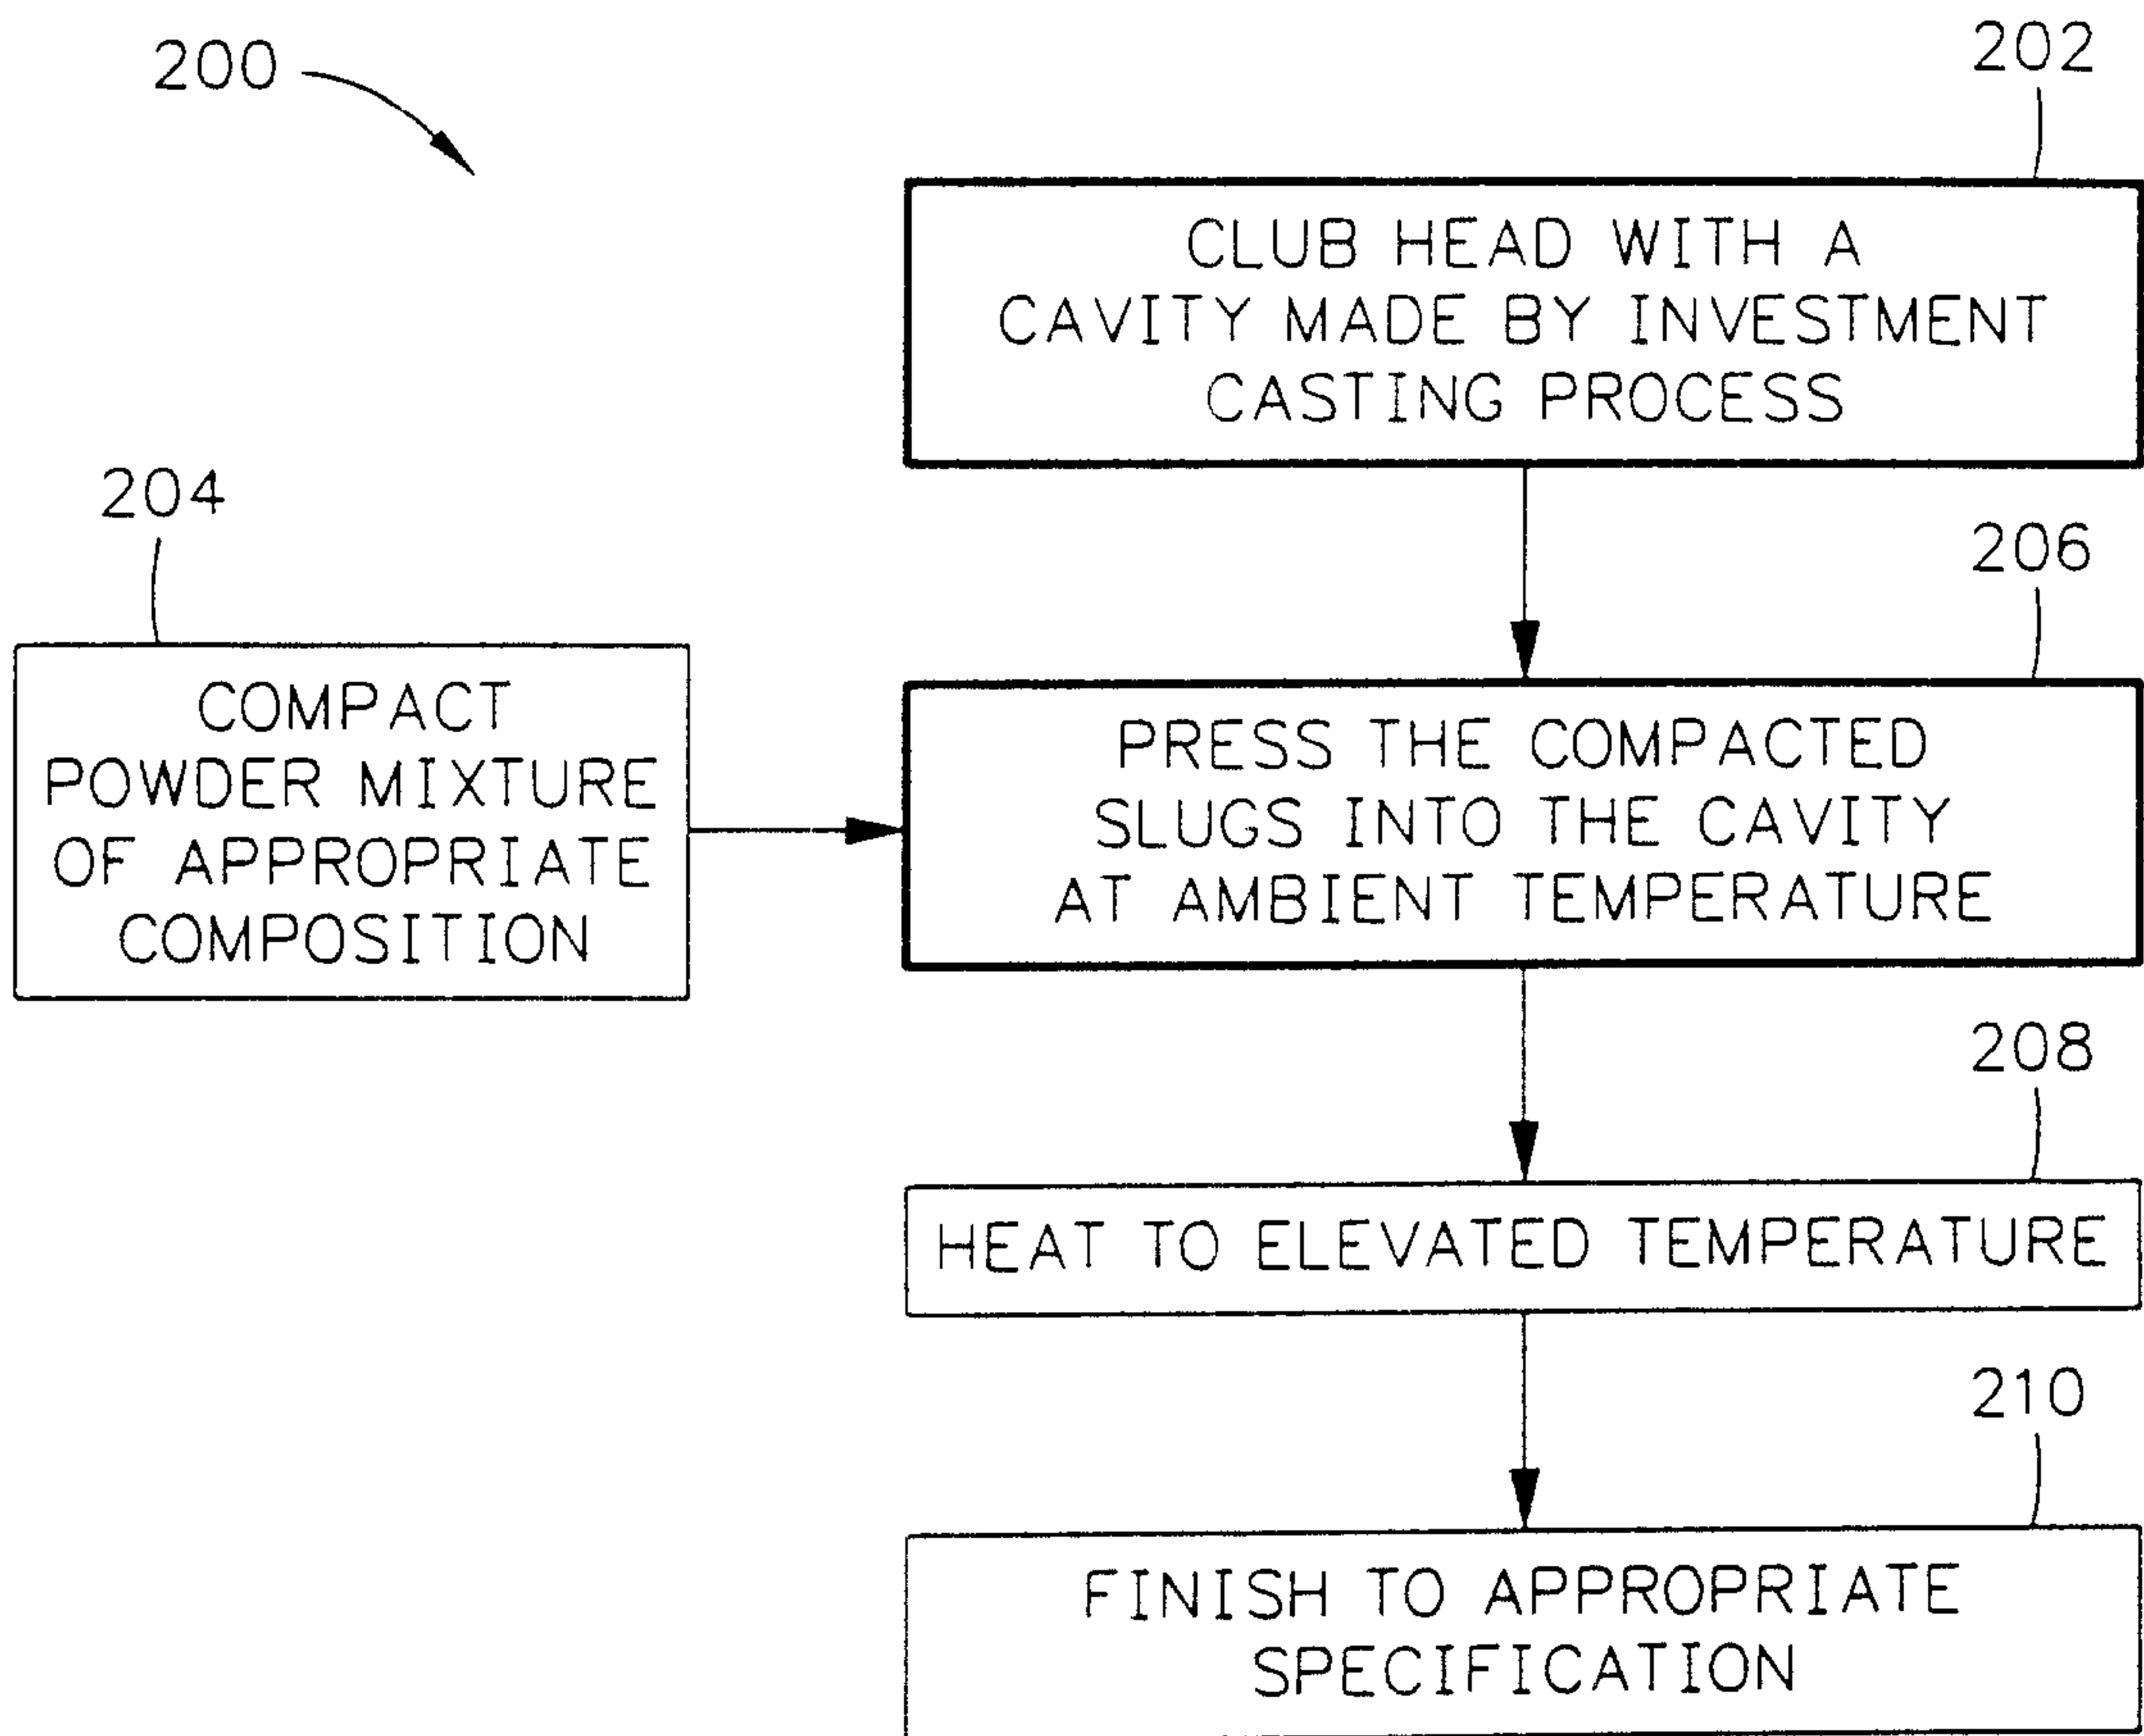 200
202
CLUB HEAD WITH A
CAVITY MADE BY INVESTMENT
CASTING PROCESS
204
COMPACT
POWDER MIXTURE
OF APPROPRIATE
COMPOSITION
206
PRESS THE COMPACTED
SLUGS INTO THE CAVITY
AT AMBIENT TEMPERATURE
208
HEAT TO ELEVATED TEMPERATURE
210
FINISH TO APPROPRIATE
SPECIFICATION